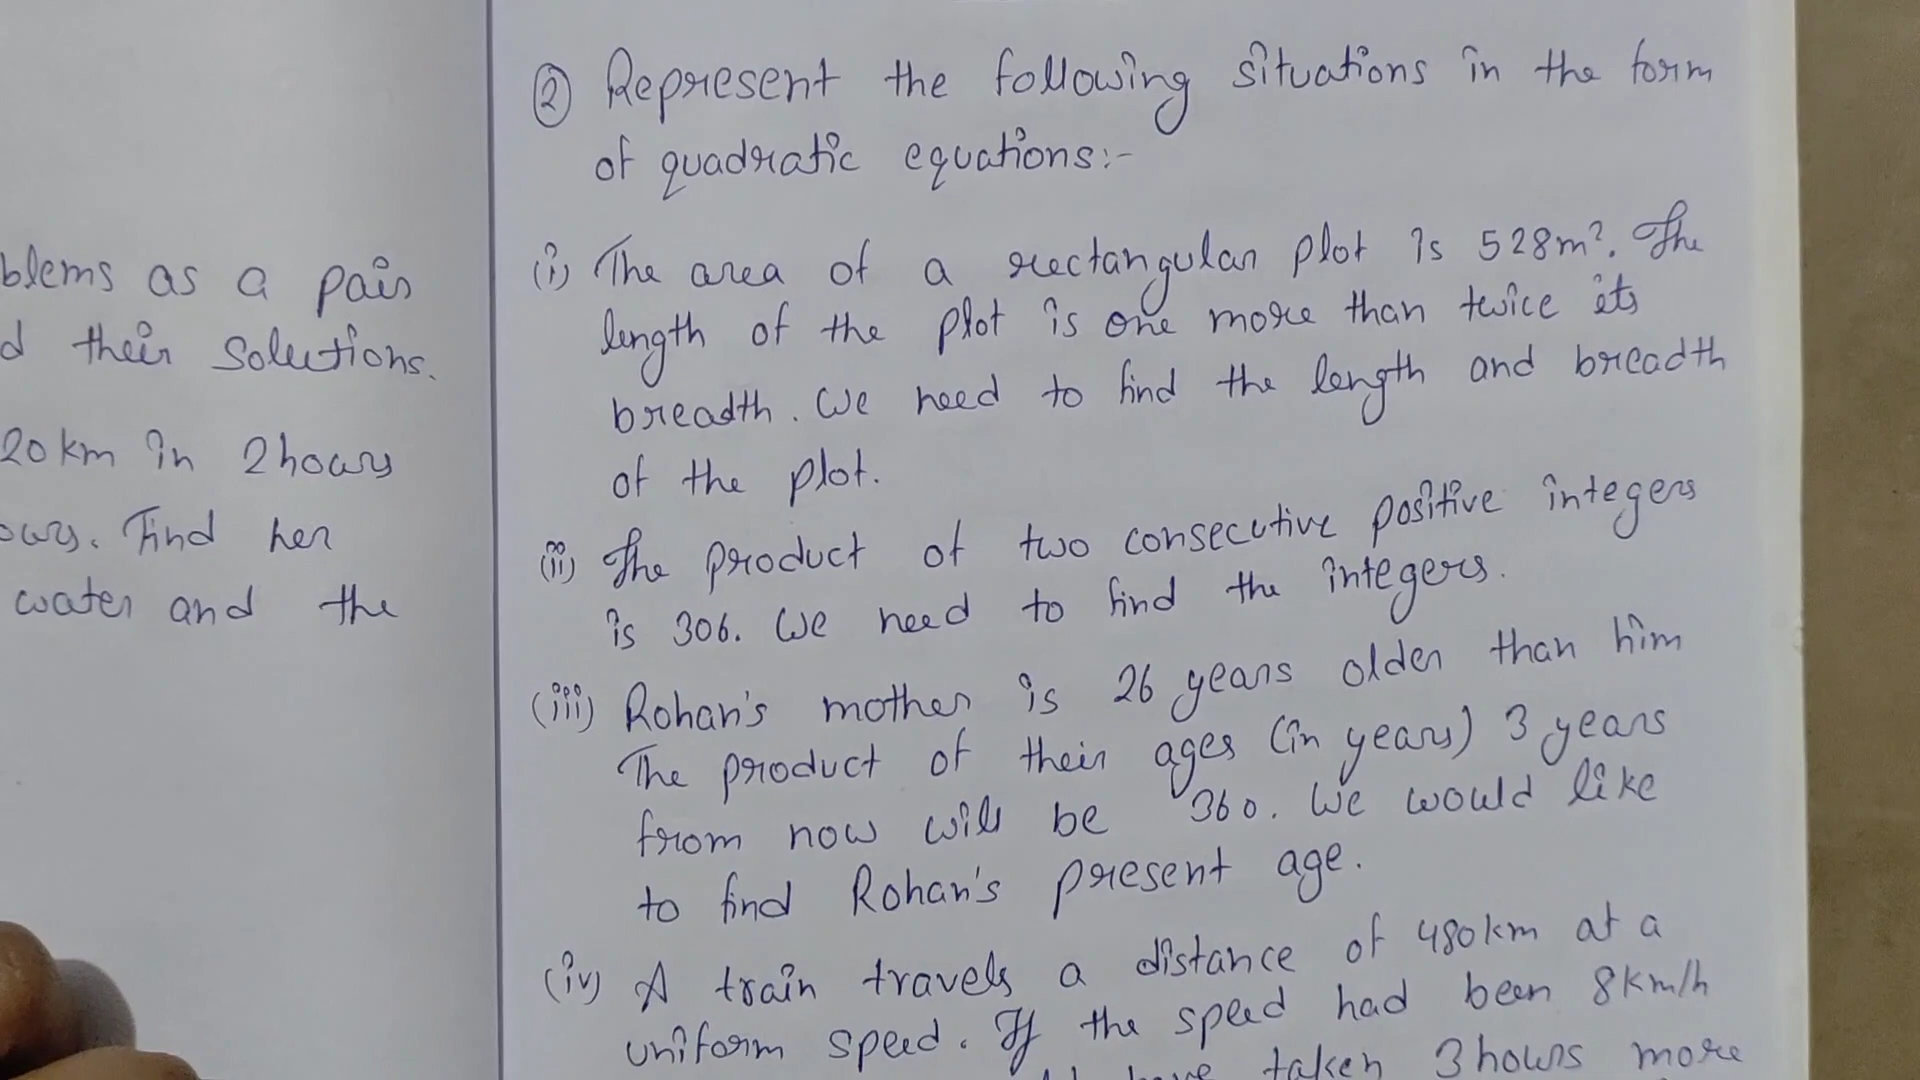 blems as a pair
d their solutions.
20 km in 2 hours
Find her
water and the
② Represent the following situations in the form
of quadratic equations:-
(i) The area of a rectangular plot is 528m². The
length of the plot is one more than twice its
breadth. We need to find the length and breadth
of the plot.
(ii) The product of two consecutive positive integers
is 306. We need to find the integers.
(iii) Rohan's mother is 26 years older than him
The product of their ages (in years) 3 years
from now will be 360. We would like
to find Rohan's present age.
(iv) A train travels a distance of 480km at a
uniform speed. If the speed had been 8km/h
taken 3 hours more